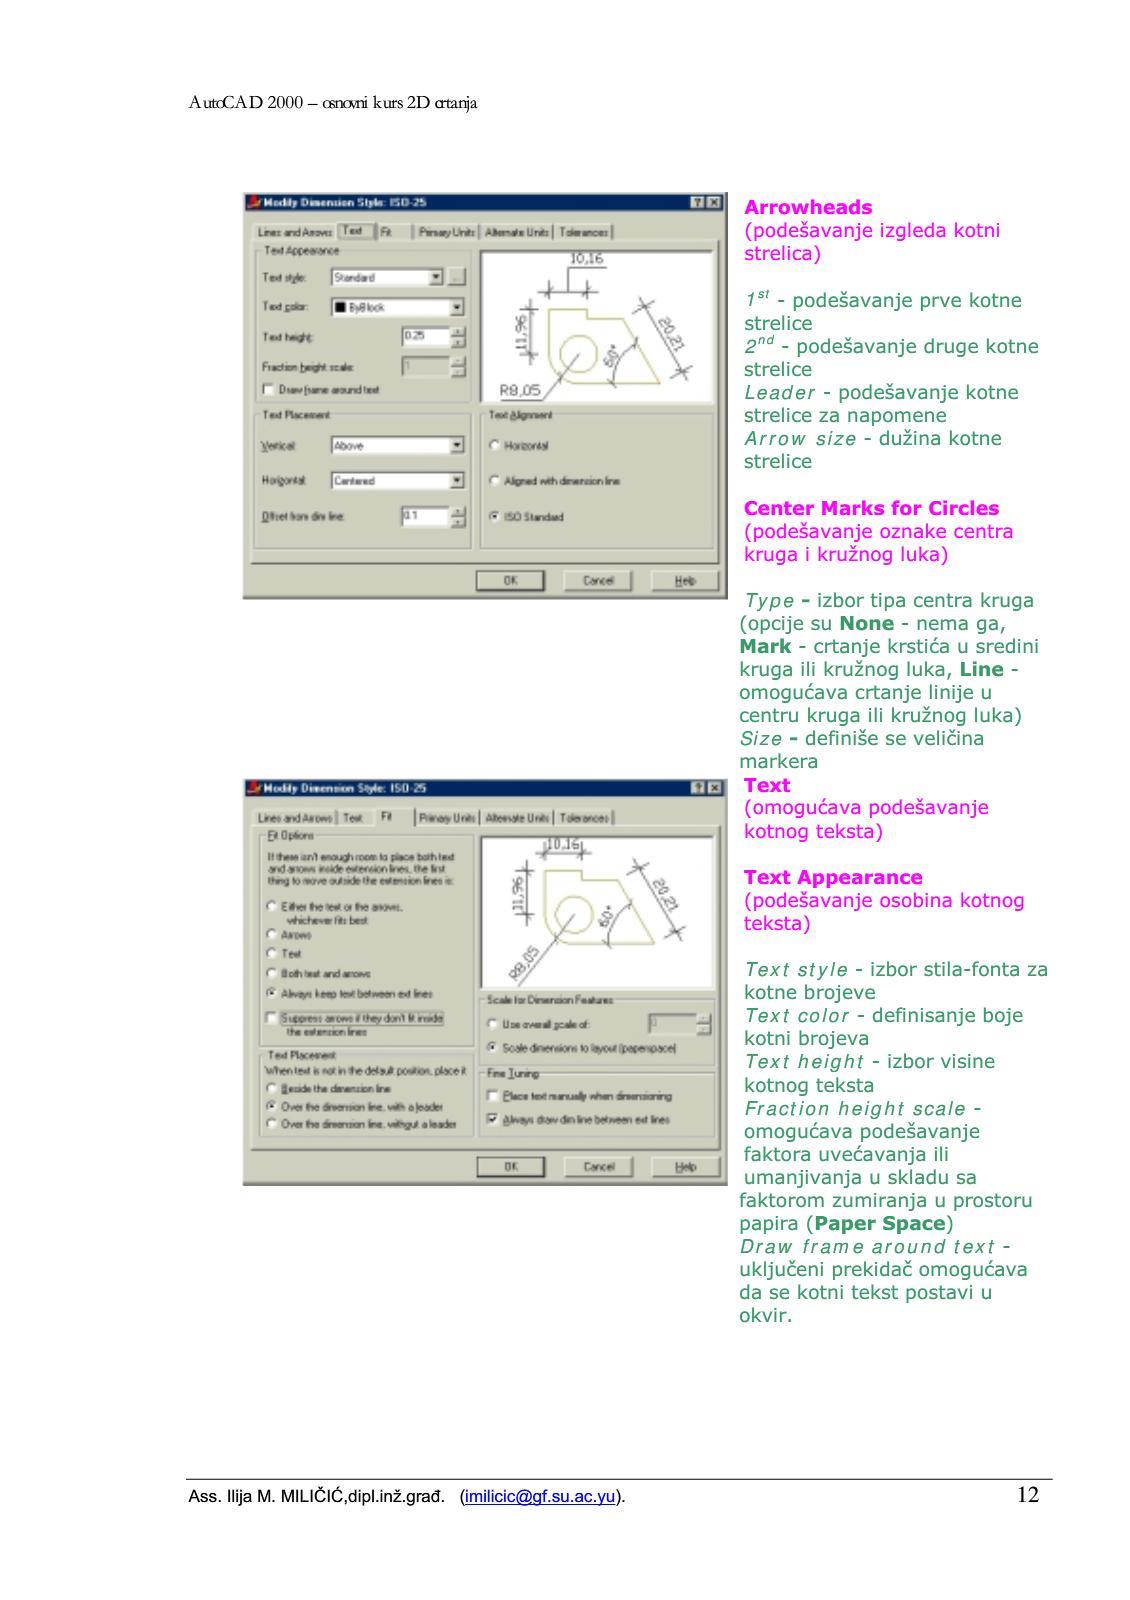 AutoCAD 2000 – osnovni kurs 2D crtanja
Modify Dimension Style: ISO-25
Lines and Arrows Text Fit Primary Units Alternate Units Tolerances
Text Appearance
Text style: Standard ...
Text color: ByBlock
Text height: 0.25
Fraction height scale: 1
Draw frame around text
10,16
11,96
20,21
60°
R8,05
Text Placement
Vertical: Above
Horizontal: Centered
Offset from dim line: 0.1
Text Alignment
Horizontal
Aligned with dimension line
ISO Standard
OK Cancel Help
Arrowheads
(podešavanje izgleda kotni
strelica)
1st - podešavanje prve kotne
strelice
2nd - podešavanje druge kotne
strelice
Leader - podešavanje kotne
strelice za napomene
Arrow size - dužina kotne
strelice
Center Marks for Circles
(podešavanje oznake centra
kruga i kružnog luka)
Type - izbor tipa centra kruga
(opcije su None - nema ga,
Mark - crtanje krstića u sredini
kruga ili kružnog luka, Line -
omogućava crtanje linije u
centru kruga ili kružnog luka)
Size - definiše se veličina
markera
Modify Dimension Style: ISO-25
Lines and Arrows Text Fit Primary Units Alternate Units Tolerances
Fit Options
If there isn't enough room to place both text
and arrows inside extension lines, the first
thing to move outside the extension lines is:
Either the text or the arrows,
whichever fits best
Arrows
Text
Both text and arrows
Always keep text between ext lines
Suppress arrows if they don't fit inside
the extension lines
Text Placement
When text is not in the default position, place it
Beside the dimension line
Over the dimension line, with a leader
Over the dimension line, without a leader
10,16
11,96
20,21
60°
R8,05
Scale for Dimension Features
Use overall scale of:
Scale dimensions to layout (paperspace)
Fine Tuning
Place text manually when dimensioning
Always draw dim line between ext lines
OK Cancel Help
Text
(omogućava podešavanje
kotnog teksta)
Text Appearance
(podešavanje osobina kotnog
teksta)
Text style - izbor stila-fonta za
kotne brojeve
Text color - definisanje boje
kotni brojeva
Text height - izbor visine
kotnog teksta
Fraction height scale -
omogućava podešavanje
faktora uvećavanja ili
umanjivanja u skladu sa
faktorom zumiranja u prostoru
papira (Paper Space)
Draw frame around text -
uključeni prekidač omogućava
da se kotni tekst postavi u
okvir.
Ass. Ilija M. MILIČIĆ,dipl.inž.građ. (imilicic@gf.su.ac.yu). 12